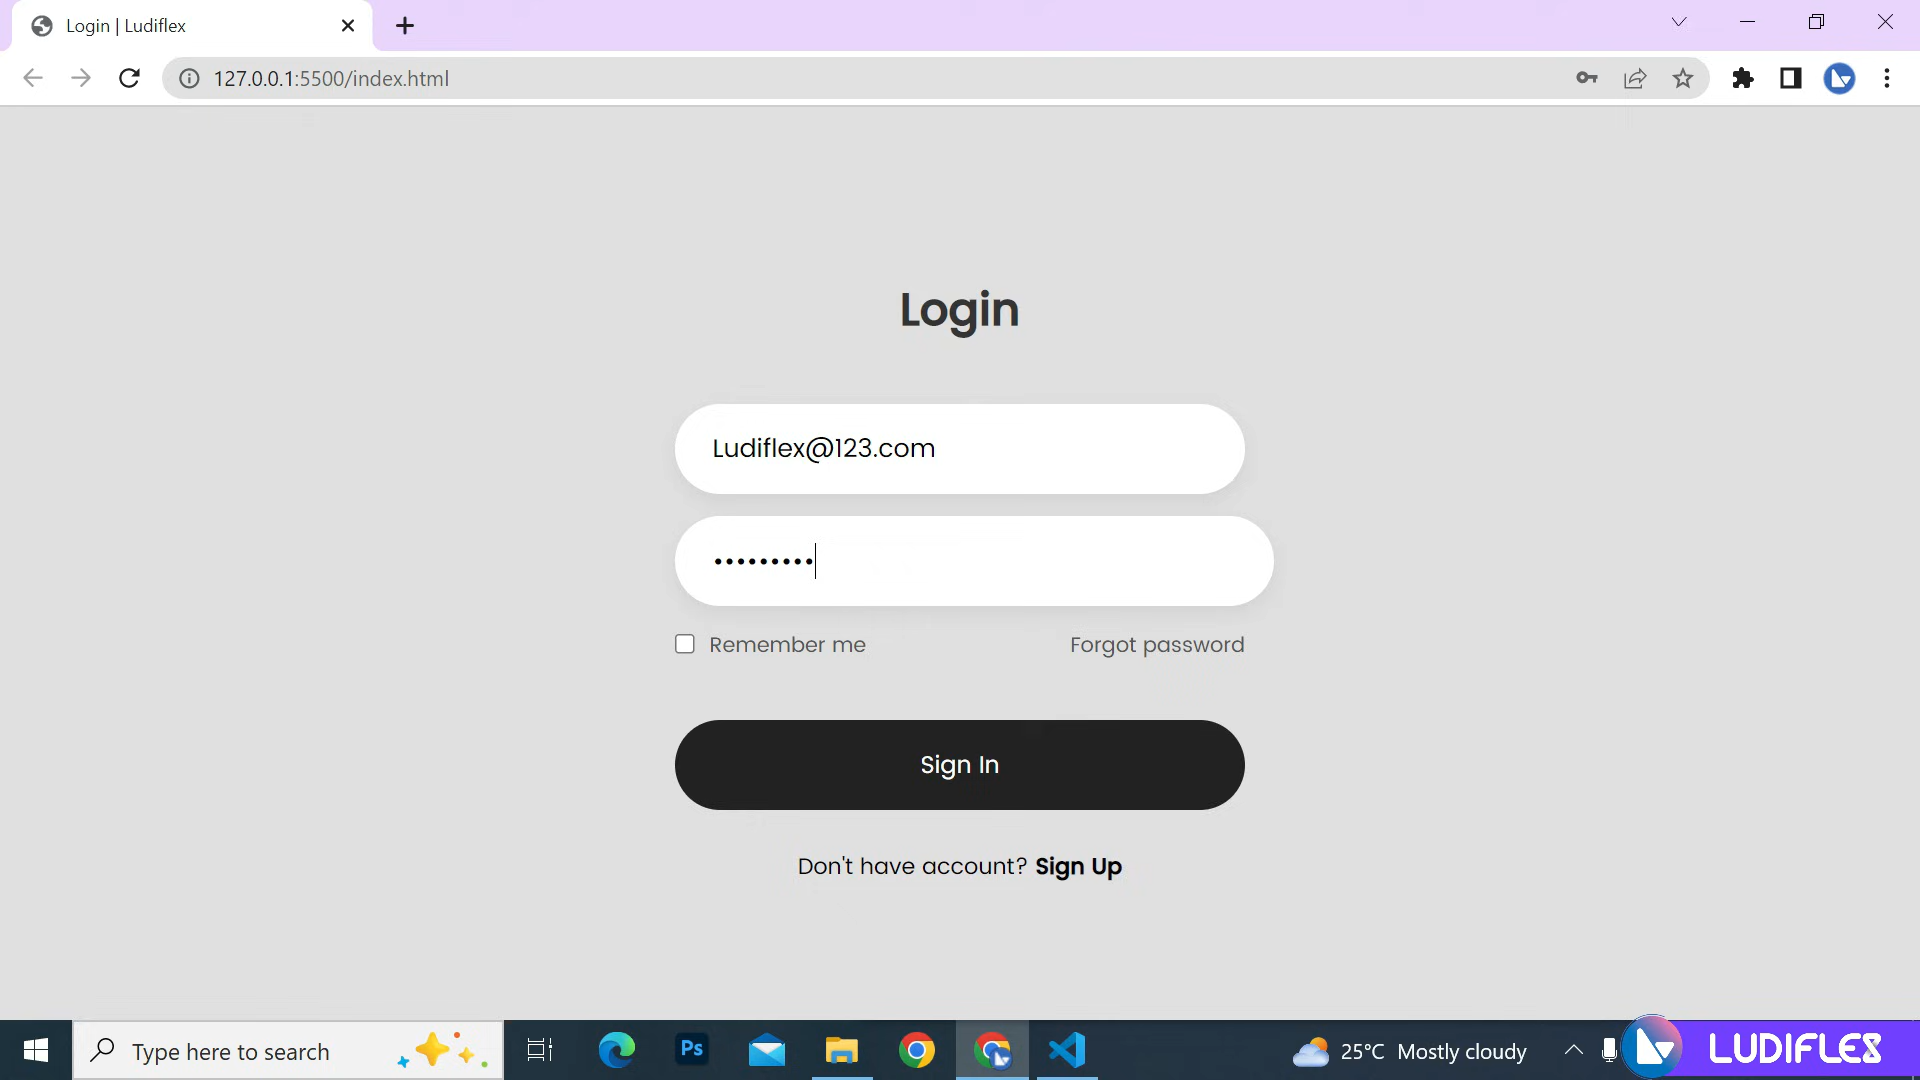 Login | Ludiflex
127.0.0.1:5500/index.html
Login
Ludiflex@123.com
•••••••••
Remember me
Forgot password
Sign In
Don't have account? Sign Up
Type here to search
Ps
25°C Mostly cloudy
LUDIFLEX